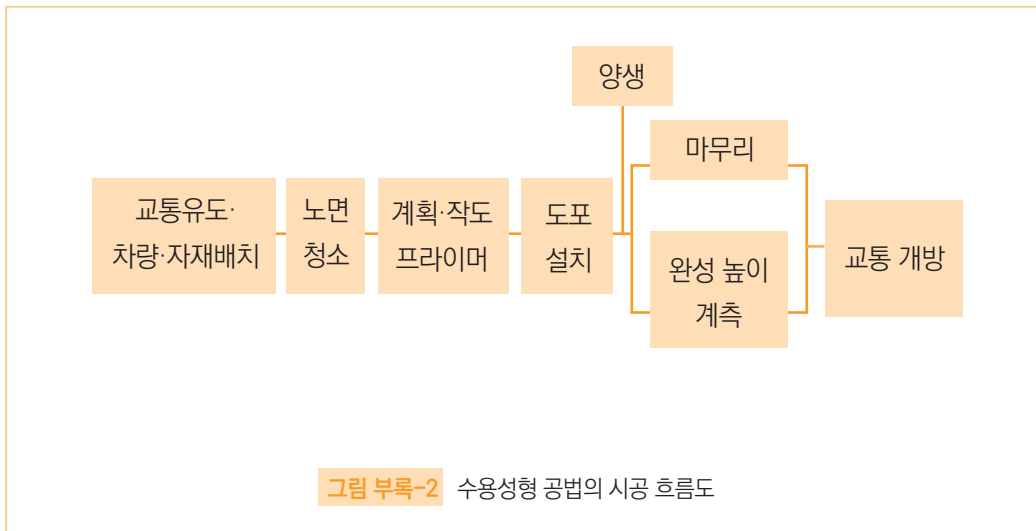 양생
마무리
교통유도·
차량·자재배치
노면
청소
계획·작도
프라이머
도포
설치
완성 높이
계측
교통 개방
그림 부록-2 수용성형 공법의 시공 흐름도